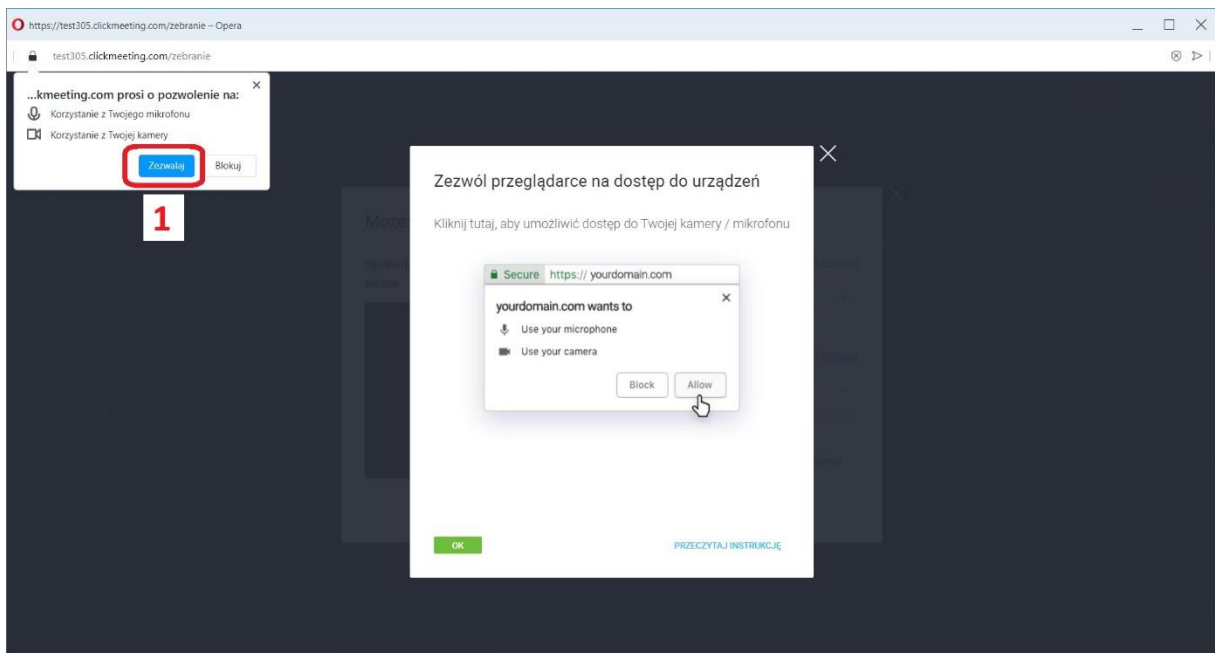 https://test305.clickmeeting.com/zebranie – Opera
test305.clickmeeting.com/zebranie
...kmeeting.com prosi o pozwolenie na:
Korzystanie z Twojego mikrofonu
Korzystanie z Twojej kamery
Zezwalaj Blokuj
1
Zezwól przeglądarce na dostęp do urządzeń
Kliknij tutaj, aby umożliwić dostęp do Twojej kamery / mikrofonu
Secure https:// yourdomain.com
yourdomain.com wants to
Use your microphone
Use your camera
Block Allow
OK PRZECZYTAJ INSTRUKCJĘ